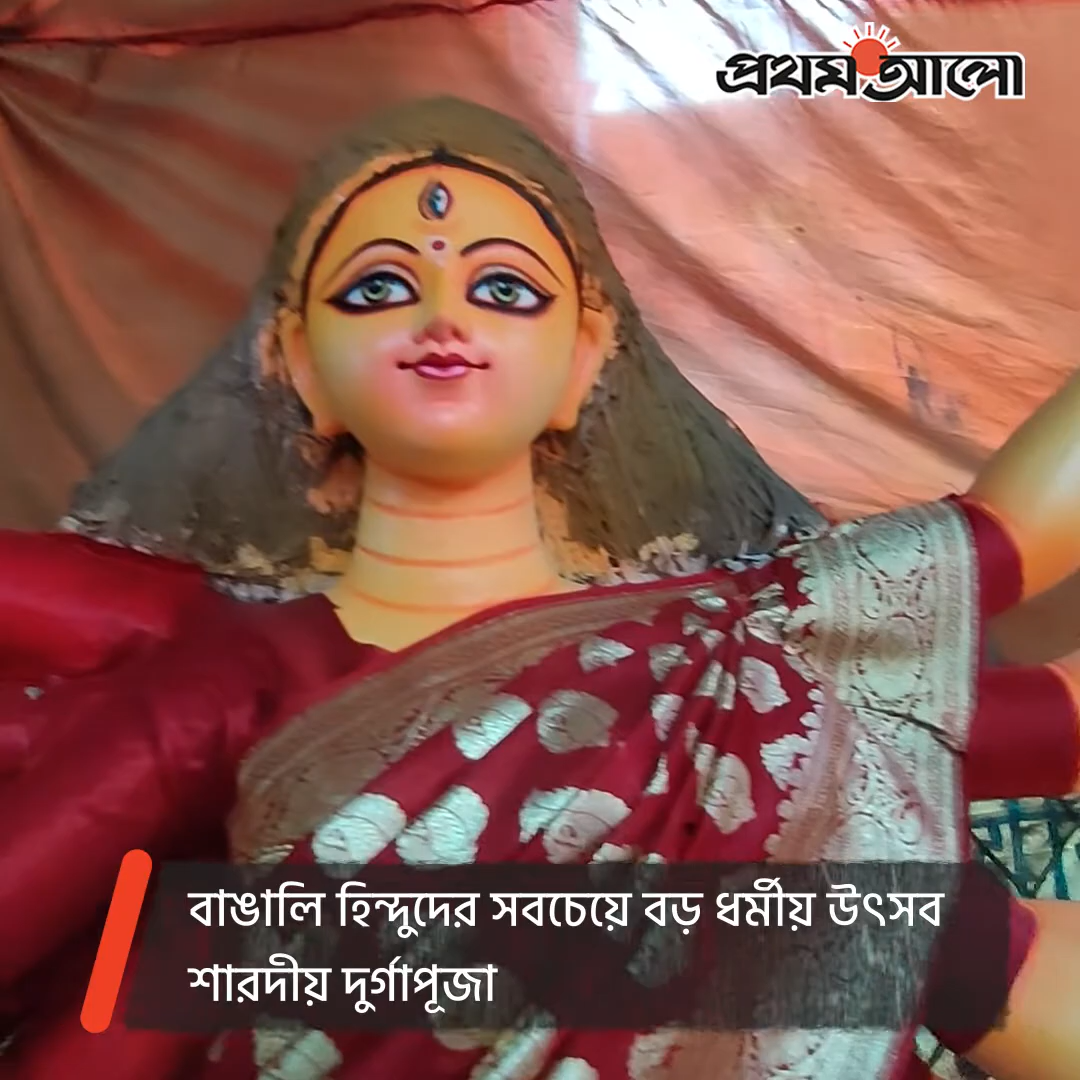 প্রথম আলো
বাঙালি হিন্দুদের সবচেয়ে বড় ধর্মীয় উৎসব
শারদীয় দুর্গাপূজা